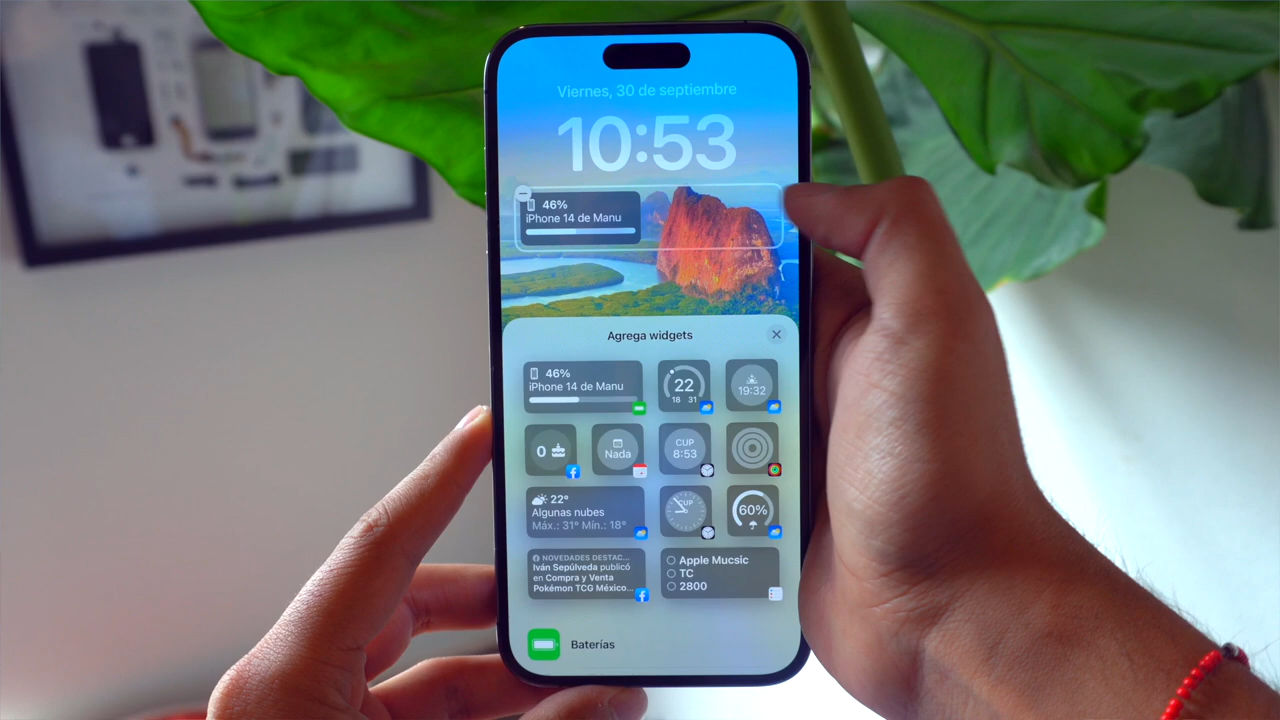 Viernes, 30 de septiembre
10:53
46%
iPhone 14 de Manu
Agrega widgets
46%
iPhone 14 de Manu
22
18 31
19:32
0
Nada
CUP
8:53
22°
Algunas nubes
Máx.: 31° Mín.: 18°
CUP
60%
NOVEDADES DESTAC...
Iván Sepúlveda publicó
en Compra y Venta
Pokémon TCG México...
Apple Mucsic
TC
2800
Baterías